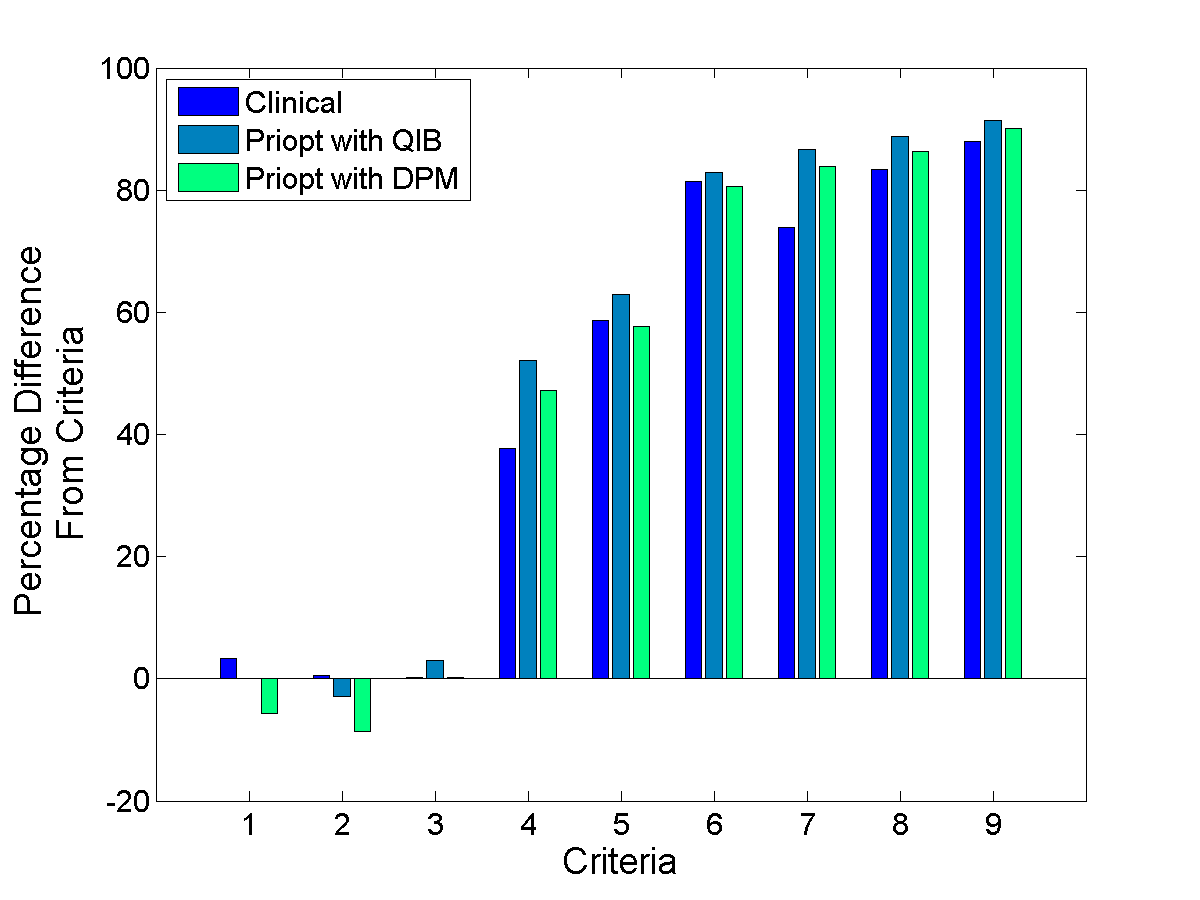 100
80
60
40
20
0
-20
Clinical
Priopt with QIB
Priopt with DPM
Percentage Difference
From Criteria
1 2 3 4 5 6 7 8 9
Criteria